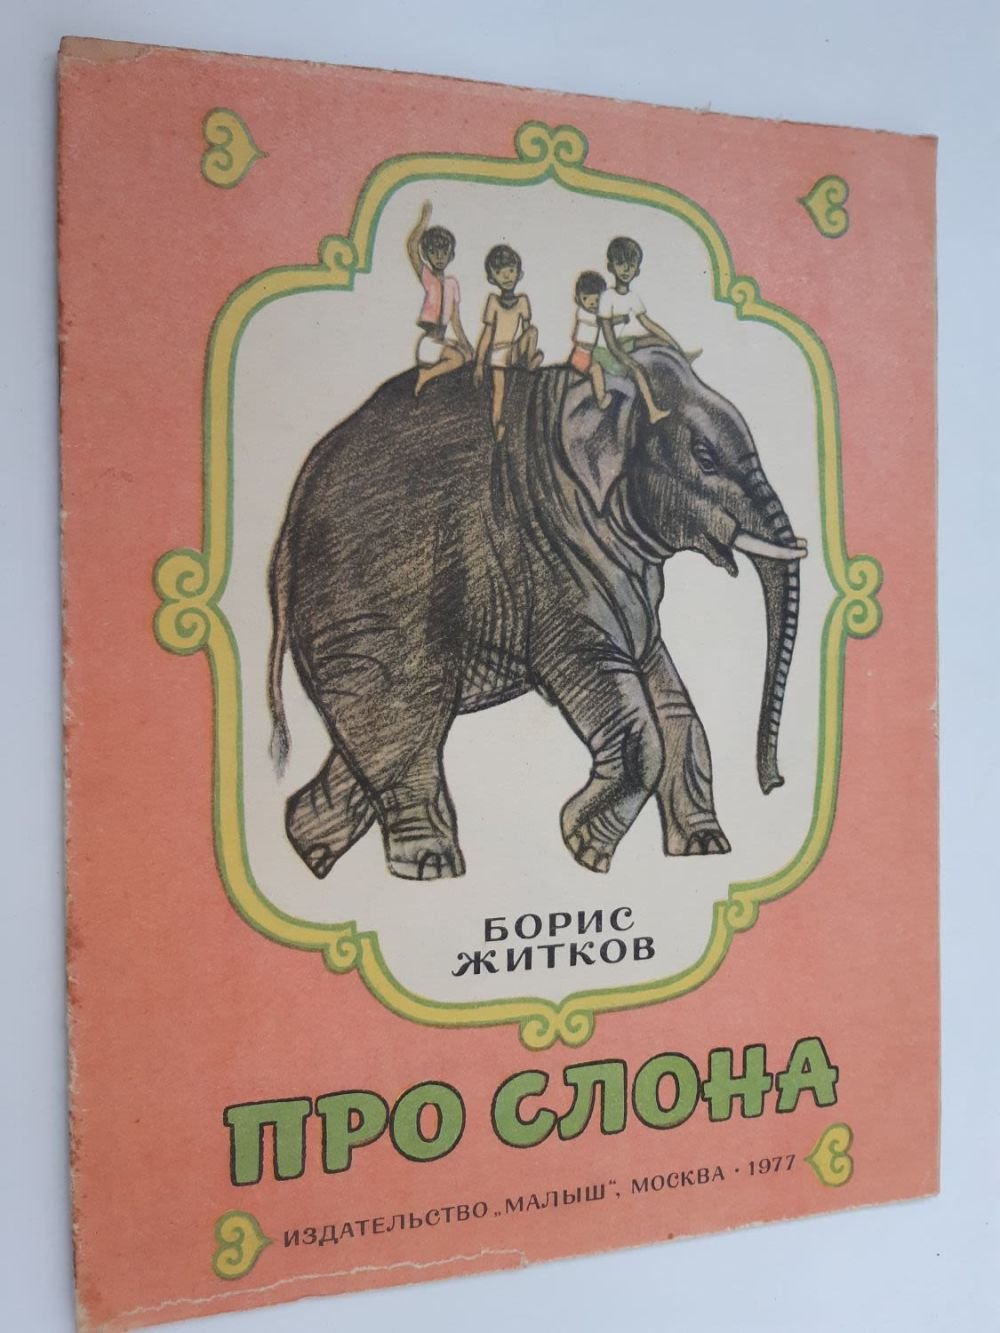 БОРИС
ЖИТКОВ
ПРО СЛОНА
ИЗДАТЕЛЬСТВО „МАЛЫШ“, МОСКВА · 1977